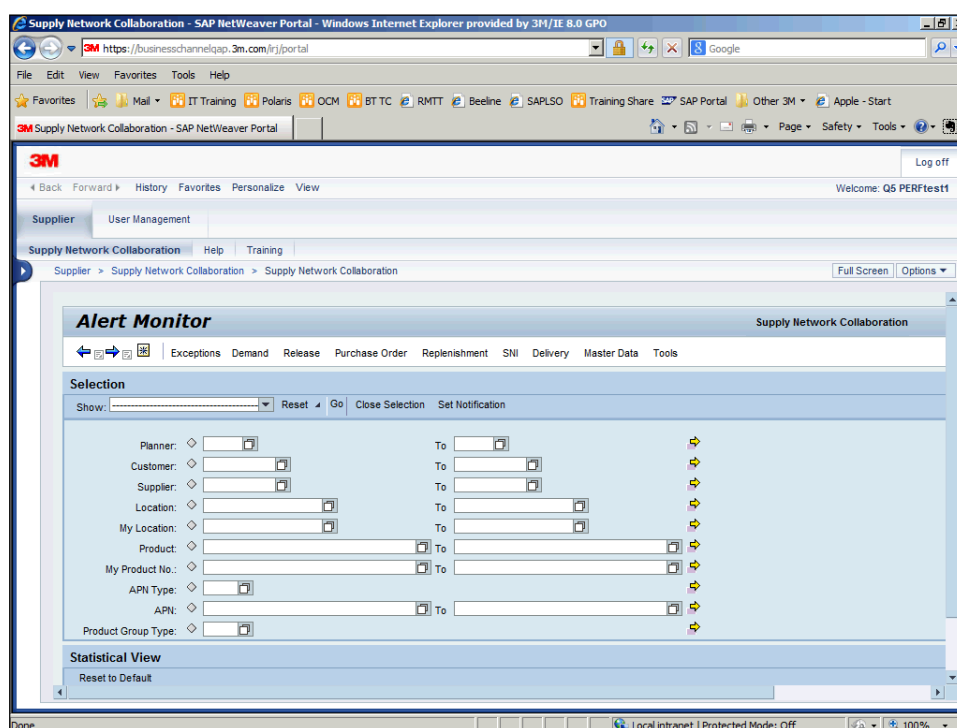 Supply Network Collaboration - SAP NetWeaver Portal - Windows Internet Explorer provided by 3M/IE 8.0 GPO
3M https://businesschannelqap.3m.com/irj/portal Google
File Edit View Favorites Tools Help
Favorites Mail IT Training Polaris OCM BT TC RMTT Beeline SAPLSO Training Share SAP Portal Other 3M Apple - Start
3M Supply Network Collaboration - SAP NetWeaver Portal Page Safety Tools
3M Log off
Back Forward History Favorites Personalize View Welcome: Q5 PERFtest1
Supplier User Management
Supply Network Collaboration Help Training
Supplier > Supply Network Collaboration > Supply Network Collaboration Full Screen Options
Alert Monitor Supply Network Collaboration
Exceptions Demand Release Purchase Order Replenishment SNI Delivery Master Data Tools
Selection
Show: Reset Go Close Selection Set Notification
Planner: To
Customer: To
Supplier: To
Location: To
My Location: To
Product: To
My Product No.: To
APN Type:
APN: To
Product Group Type:
Statistical View
Reset to Default
Done Local intranet | Protected Mode: Off 100%